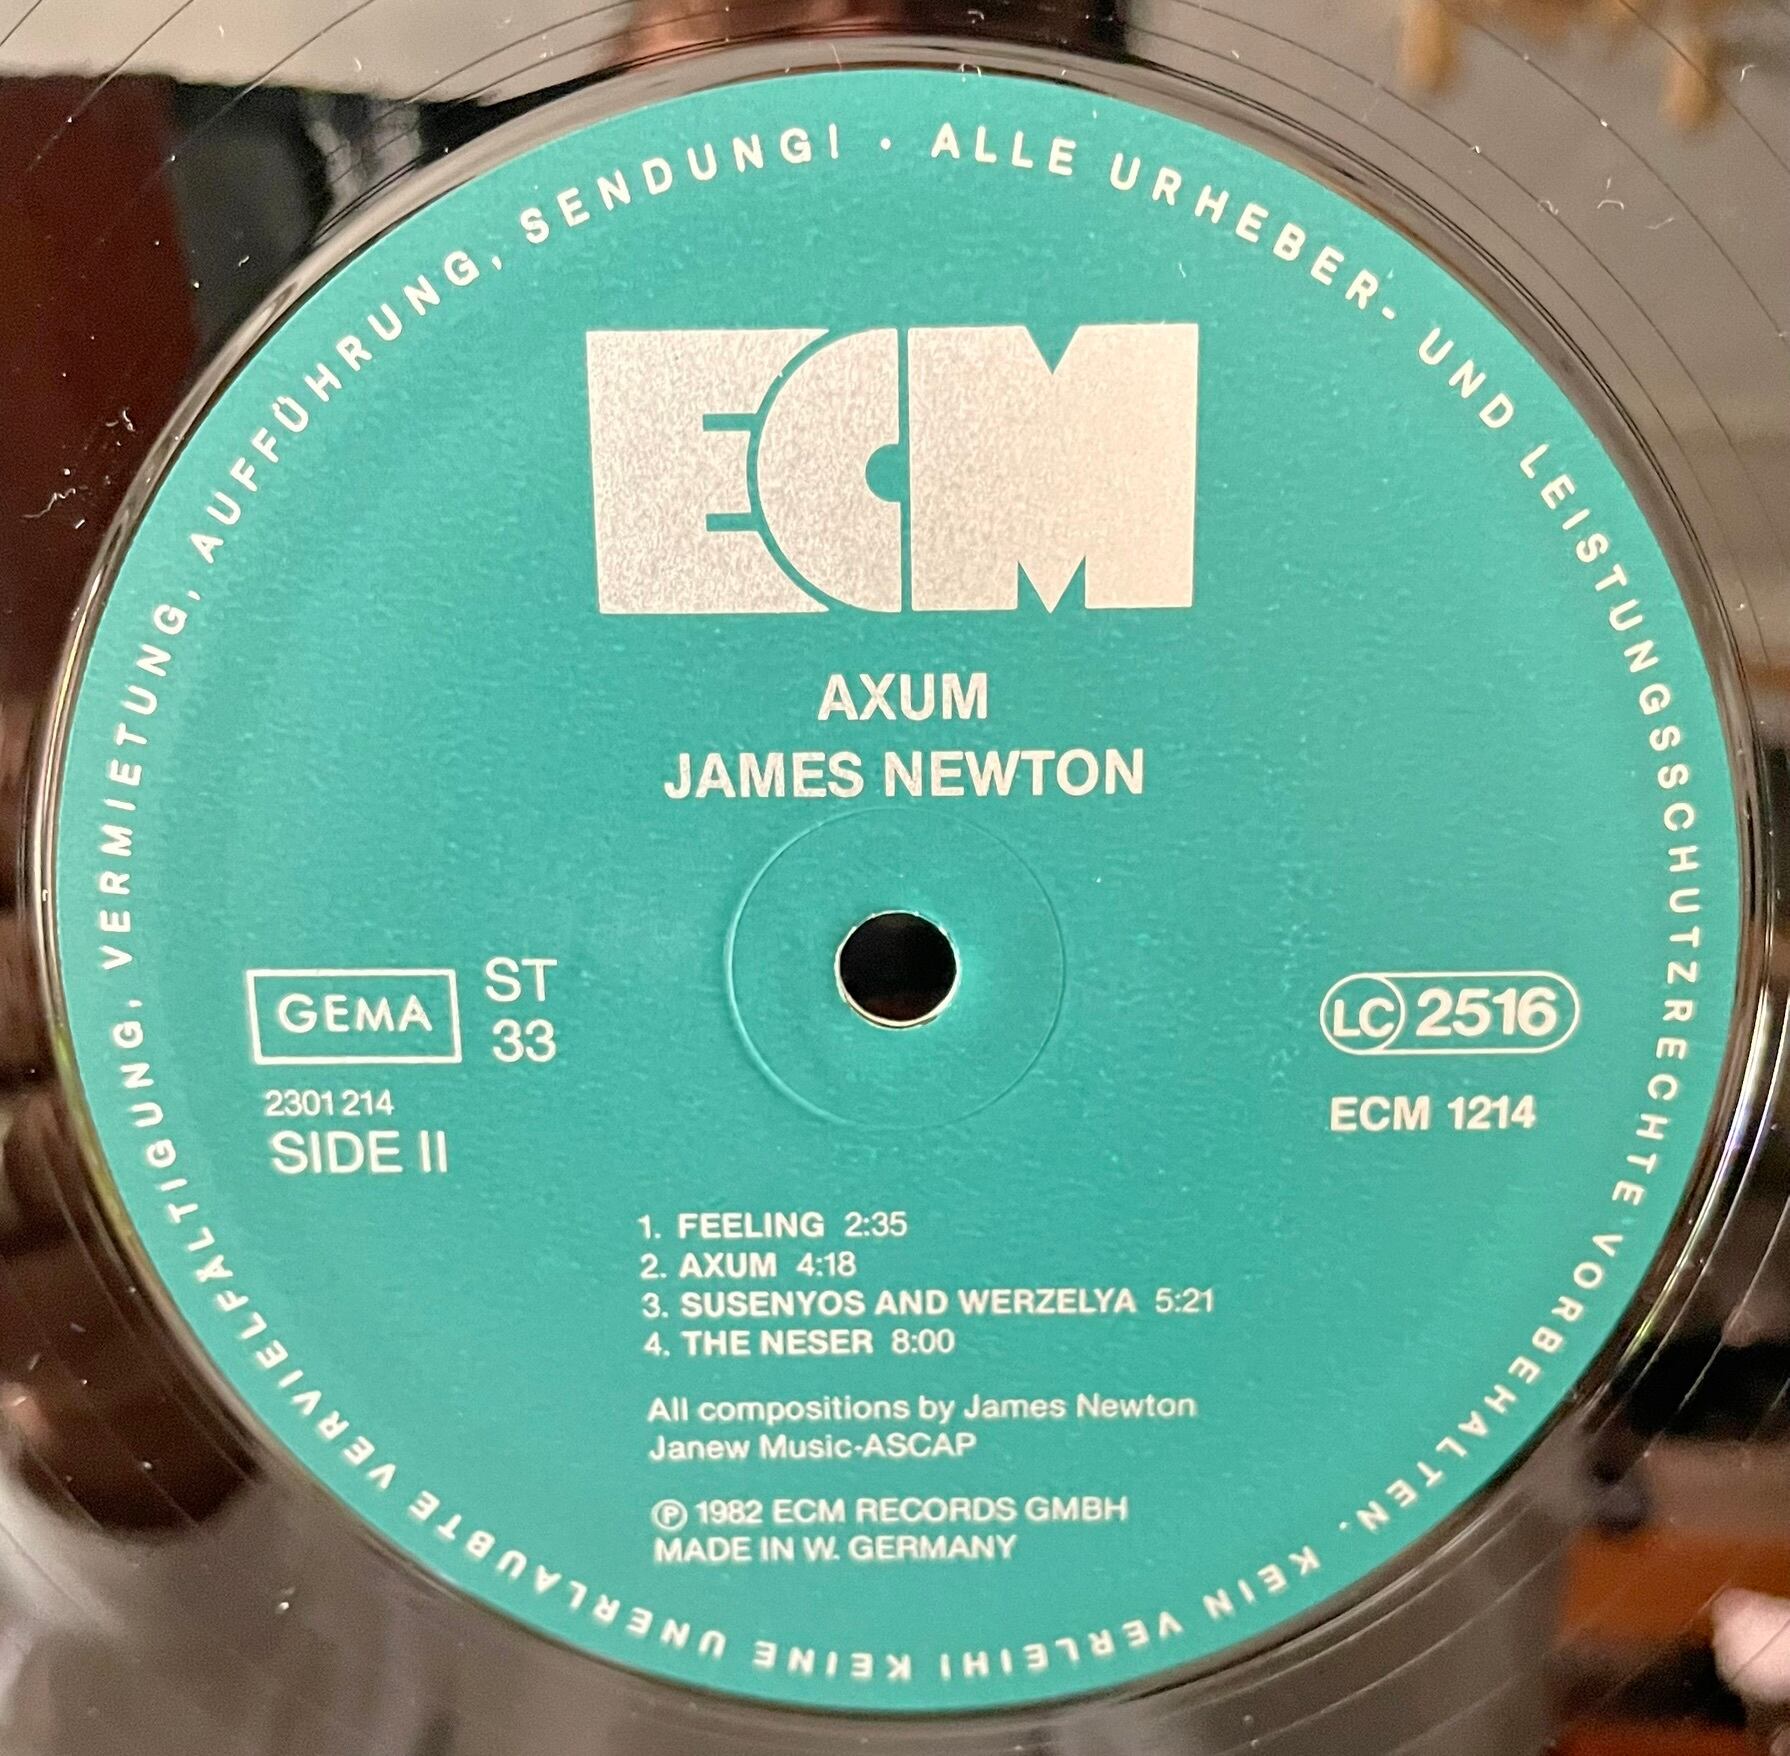 ALLE URHEBER- UND LEISTUNGSSCHUTZRECHTE VORBEHALTEN. KEIN VERLEIH! KEINE UNERLAUBTE VERVIELFÄLTIGUNG, VERMIETUNG, AUFFÜHRUNG, SENDUNG! ·
ECM
AXUM
JAMES NEWTON
GEMA
ST
33
2301 214
SIDE II
LC 2516
ECM 1214
1. FEELING 2:35
2. AXUM 4:18
3. SUSENYOS AND WERZELYA 5:21
4. THE NESER 8:00
All compositions by James Newton
Janew Music-ASCAP
℗ 1982 ECM RECORDS GMBH
MADE IN W. GERMANY